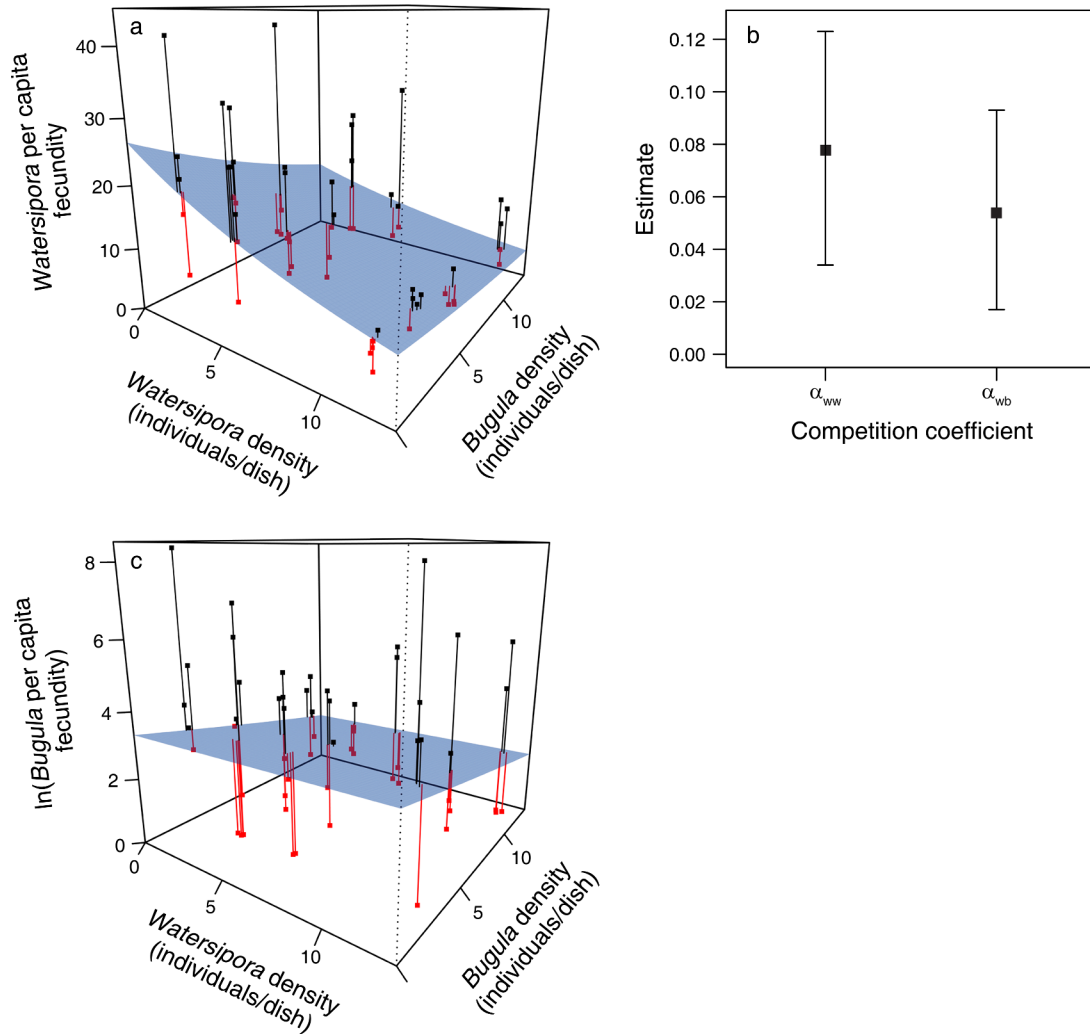 a
40
30
20
10
0
Watersipora per capita
fecundity
0
5
10
Watersipora density
(individuals/dish)
5
10
Bugula density
(individuals/dish)
b
0.12
0.10
0.08
0.06
0.04
0.02
0.00
Estimate
αww
αwb
Competition coefficient
c
8
6
4
2
0
ln(Bugula per capita
fecundity)
0
5
10
Watersipora density
(individuals/dish)
5
10
Bugula density
(individuals/dish)